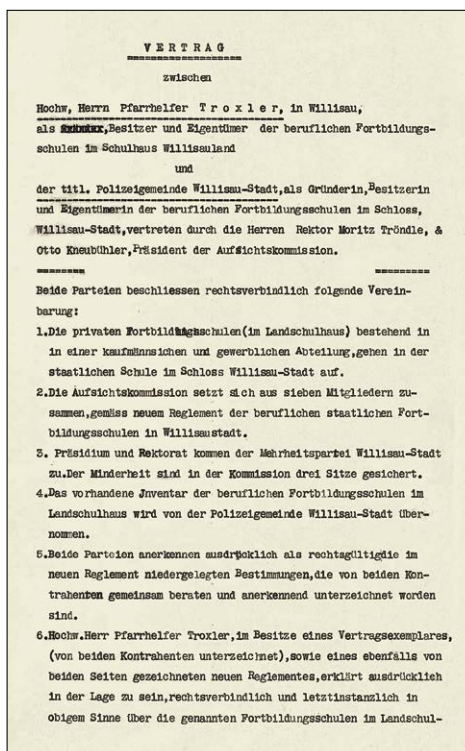 V E R T R A G
zwischen
Hochw, Herrn Pfarrhelfer T r o x l e r, in Willisau,
als Besitzer und Eigentümer der beruflichen Fortbildungs-
schulen im Schulhaus Willisauland
und
der titl. Polizeigemeinde Willisau-Stadt,als Gründerin,Besitzerin
und Eigentümerin der beruflichen Fortbildungsschulen im Schloss,
Willisau-Stadt,vertreten durch die Herren Rektor Moritz Tröndle, &
Otto Kneubühler,Präsident der Aufsichtskommission.
Beide Parteien beschliessen rechtsverbindlich folgende Verein-
barung:
1.Die privaten Fortbildungsschulen(im Landschulhaus) bestehend in
in einer kaufmännsichen und gewerblichen Abteilung,gehen in der
staatlichen Schule im Schloss Willisau-Stadt auf.
2.Die Aufsichtskommission setzt sich aus sieben Mitgliedern zu-
sammen,gemäss neuem Reglement der beruflichen staatlichen Fort-
bildungsschulen in Willisaustadt.
3. Präsidium und Rektorat kommen der Mehrheitspartei Willisau-Stadt
zu.Der Minderheit sind in der Kommission drei Sitze gesichert.
4.Das vorhandene Jnventar der beruflichen Fortbildungsschulen im
Landschulhaus wird von der Polizeigemeinde Willisau-Stadt über-
nommen.
5.Beide Parteien anerkennen ausdrücklich als rechtsgültigdie im
neuen Reglement niedergelegten Bestimmungen,die von beiden Kon-
trahenten gemeinsam beraten und anerkennend unterzeichnet worden
sind.
6.Hochw.Herr Pfarrhelfer Troxler,im Besitze eines Vertragsexemplares,
(von beiden Kontrahenten unterzeichnet),sowie eines ebenfalls von
beiden Seiten gezeichneten neuen Reglementes,erklärt ausdrücklich
in der Lage zu sein,rechtsverbindlich und letztinstanzlich in
obigem Sinne über die genannten Fortbildungsschulen im Landschul-